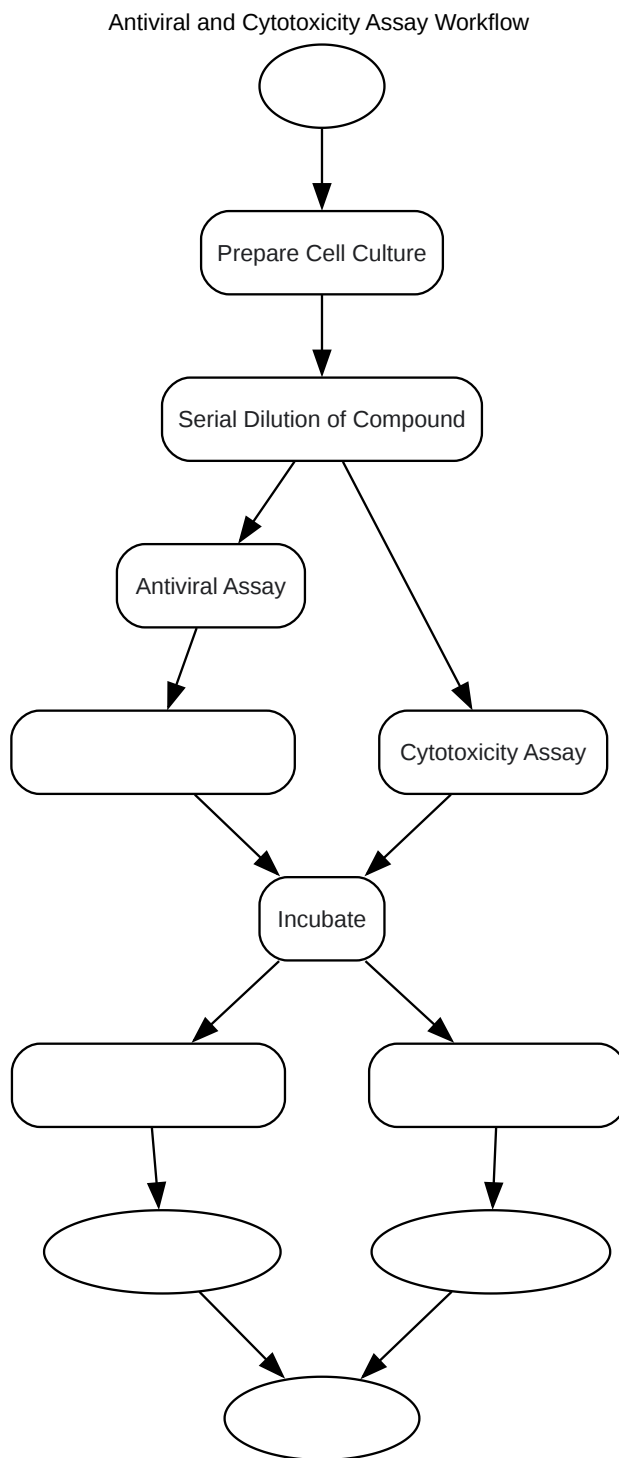 Antiviral and Cytotoxicity Assay Workflow
Prepare Cell Culture
Serial Dilution of Compound
Antiviral Assay
Cytotoxicity Assay
Incubate